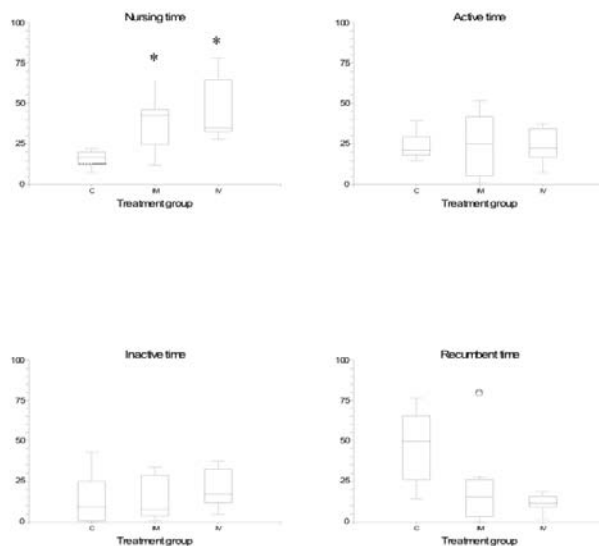 Nursing time
100
75
50
25
0
*
*
C
IM
IV
Treatment group
Active time
100
75
50
25
0
C
IM
IV
Treatment group
Inactive time
100
75
50
25
0
C
IM
IV
Treatment group
Recumbent time
100
75
50
25
0
C
IM
IV
Treatment group